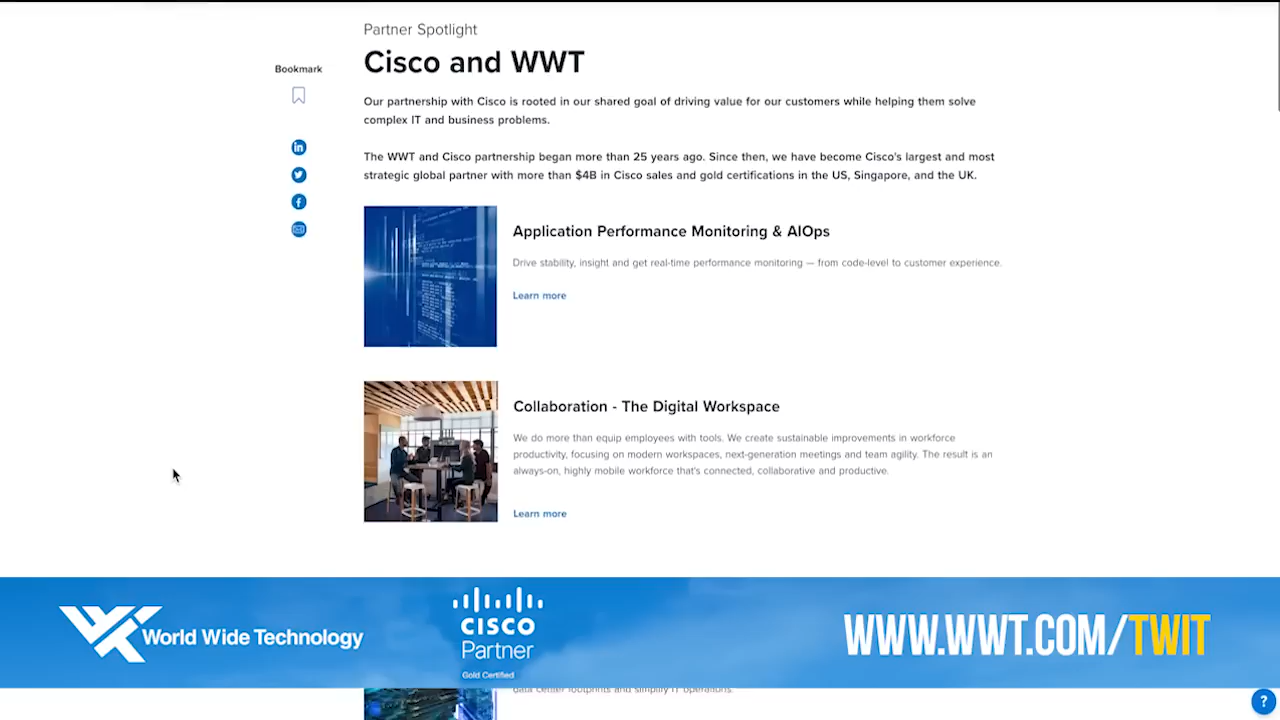 Partner Spotlight
Cisco and WWT
Bookmark
Our partnership with Cisco is rooted in our shared goal of driving value for our customers while helping them solve
complex IT and business problems.
The WWT and Cisco partnership began more than 25 years ago. Since then, we have become Cisco's largest and most
strategic global partner with more than $4B in Cisco sales and gold certifications in the US, Singapore, and the UK.
Application Performance Monitoring & AIOps
Drive stability, insight and get real-time performance monitoring — from code-level to customer experience.
Learn more
Collaboration - The Digital Workspace
We do more than equip employees with tools. We create sustainable improvements in workforce
productivity, focusing on modern workspaces, next-generation meetings and team agility. The result is an
always-on, highly mobile workforce that's connected, collaborative and productive.
Learn more
World Wide Technology
CISCO
Partner
Gold Certified
WWW.WWT.COM/TWIT
data center footprints and simplify IT operations.
?